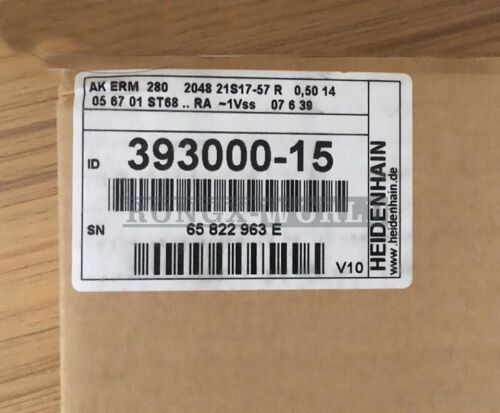 AK ERM 280 2048 21S17-57 R 0,50 14
05 67 01 ST68 .. RA ~1Vss 07 6 39
ID 393000-15
RONGX-WORL
SN 65 822 963 E
V10
HEIDENHAIN
www.heidenhain.de